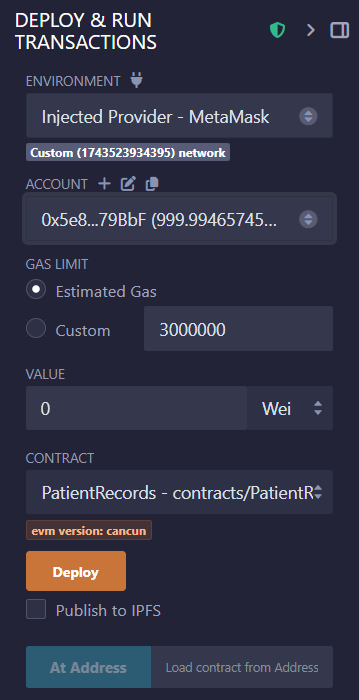 DEPLOY & RUN
TRANSACTIONS
ENVIRONMENT
Injected Provider - MetaMask
Custom (1743523934395) network
ACCOUNT
0x5e8...79BbF (999.99465745...
GAS LIMIT
Estimated Gas
Custom
3000000
VALUE
0
Wei
CONTRACT
PatientRecords - contracts/PatientR
evm version: cancun
Deploy
Publish to IPFS
At Address
Load contract from Address